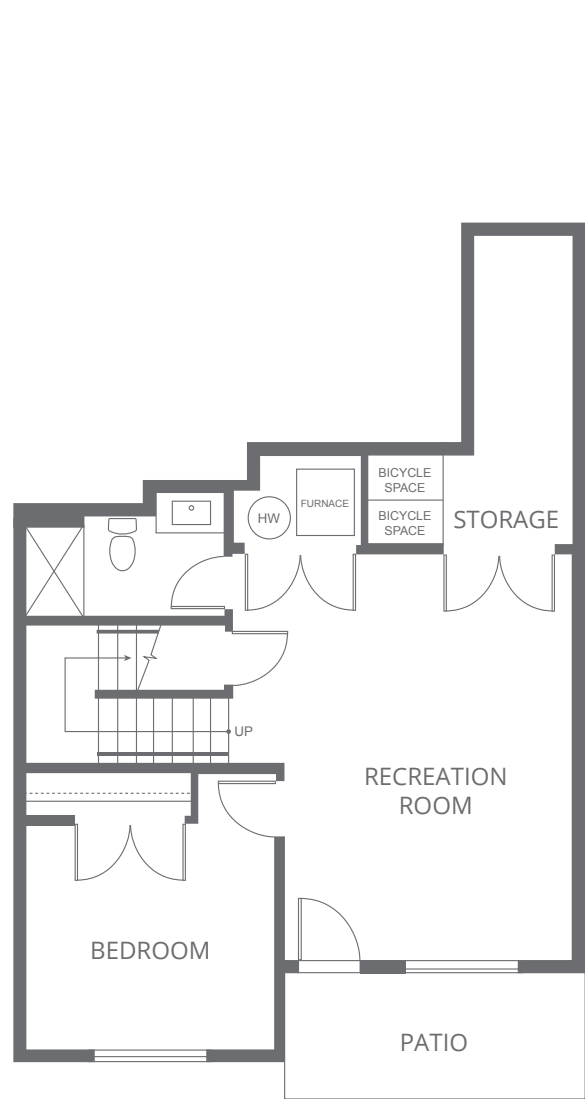 BICYCLE
SPACE
FURNACE
HW
BICYCLE
SPACE
STORAGE
UP
RECREATION
ROOM
BEDROOM
PATIO